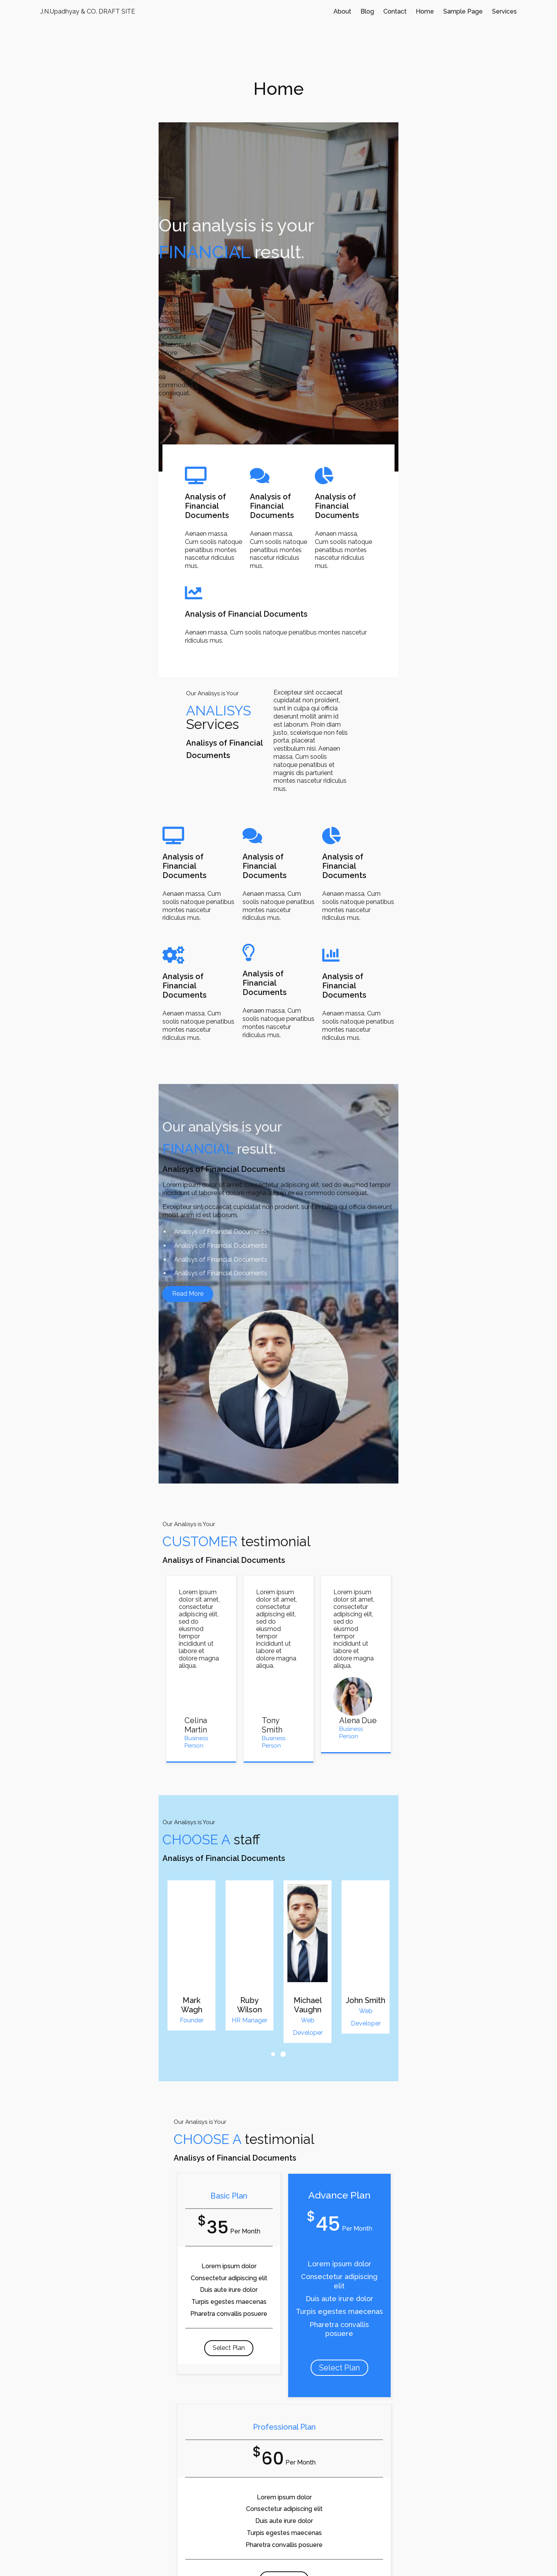 J.N.Upadhyay & CO. DRAFT SITE
About Blog Contact Home Sample Page Services
Home
Our analysis is your
FINANCIAL result.
incididunt
ea
commodo
consequat.
Analysis of
Financial
Documents
Aenaen massa,
Cum soolis natoque
penatibus montes
nascetur ridiculus
mus.
Analysis of
Financial
Documents
Aenaen massa,
Cum soolis natoque
penatibus montes
nascetur ridiculus
mus.
Analysis of
Financial
Documents
Aenaen massa,
Cum soolis natoque
penatibus montes
nascetur ridiculus
mus.
Analysis of Financial Documents
Aenaen massa, Cum soolis natoque penatibus montes nascetur
ridiculus mus.
Our Analisys is Your
ANALISYS
Services
Analisys of Financial
Documents
Excepteur sint occaecat
cupidatat non proident,
sunt in culpa qui officia
deserunt mollit anim id
est laborum. Proin diam
justo, scelerisque non felis
porta, placerat
vestibulum nisi. Aenaen
massa, Cum soolis
natoque penatibus et
magnis dis parturient
montes nascetur ridiculus
mus.
Analysis of
Financial
Documents
Aenaen massa, Cum
soolis natoque penatibus
montes nascetur
ridiculus mus.
Analysis of
Financial
Documents
Aenaen massa, Cum
soolis natoque penatibus
montes nascetur
ridiculus mus.
Analysis of
Financial
Documents
Aenaen massa, Cum
soolis natoque penatibus
montes nascetur
ridiculus mus.
Analysis of
Financial
Documents
Aenaen massa, Cum
soolis natoque penatibus
montes nascetur
ridiculus mus.
Analysis of
Financial
Documents
Aenaen massa, Cum
soolis natoque penatibus
montes nascetur
ridiculus mus.
Analysis of
Financial
Documents
Aenaen massa, Cum
soolis natoque penatibus
montes nascetur
ridiculus mus.
Our analysis is your
FINANCIAL result.
Analisys of Financial Documents
Lorem ipsum dolor sit amet, consectetur adipiscing elit, sed do eiusmod tempor
incididunt ut labore et dolore magna aliquip ex ea commodo consequat.
Excepteur sint occaecat cupidatat non proident, sunt in culpa qui officia deserunt
mollit anim id est laborum.
Analisys of Financial Documents
Analisys of Financial Documents
Analisys of Financial Documents
Analisys of Financial Documents
Read More
Our Analisys is Your
CUSTOMER testimonial
Analisys of Financial Documents
Lorem ipsum
dolor sit amet,
consectetur
adipiscing elit,
sed do
eiusmod
tempor
incididunt ut
labore et
dolore magna
aliqua.
Celina
Martin
Business
Person
Lorem ipsum
dolor sit amet,
consectetur
adipiscing elit,
sed do
eiusmod
tempor
incididunt ut
labore et
dolore magna
aliqua.
Tony
Smith
Business
Person
Lorem ipsum
dolor sit amet,
consectetur
adipiscing elit,
sed do
eiusmod
tempor
incididunt ut
labore et
dolore magna
aliqua.
Alena Due
Business
Person
Our Analisys is Your
CHOOSE A staff
Analisys of Financial Documents
Mark
Wagh
Founder
Ruby
Wilson
HR Manager
Michael
Vaughn
Web
Developer
John Smith
Web
Developer
Our Analisys is Your
CHOOSE A testimonial
Analisys of Financial Documents
Basic Plan
$35 Per Month
Lorem ipsum dolor
Consectetur adipiscing elit
Duis aute irure dolor
Turpis egestes maecenas
Pharetra convallis posuere
Select Plan
Advance Plan
$45 Per Month
Lorem ipsum dolor
Consectetur adipiscing
elit
Duis aute irure dolor
Turpis egestes maecenas
Pharetra convallis
posuere
Select Plan
Professional Plan
$60 Per Month
Lorem ipsum dolor
Consectetur adipiscing elit
Duis aute irure dolor
Turpis egestes maecenas
Pharetra convallis posuere